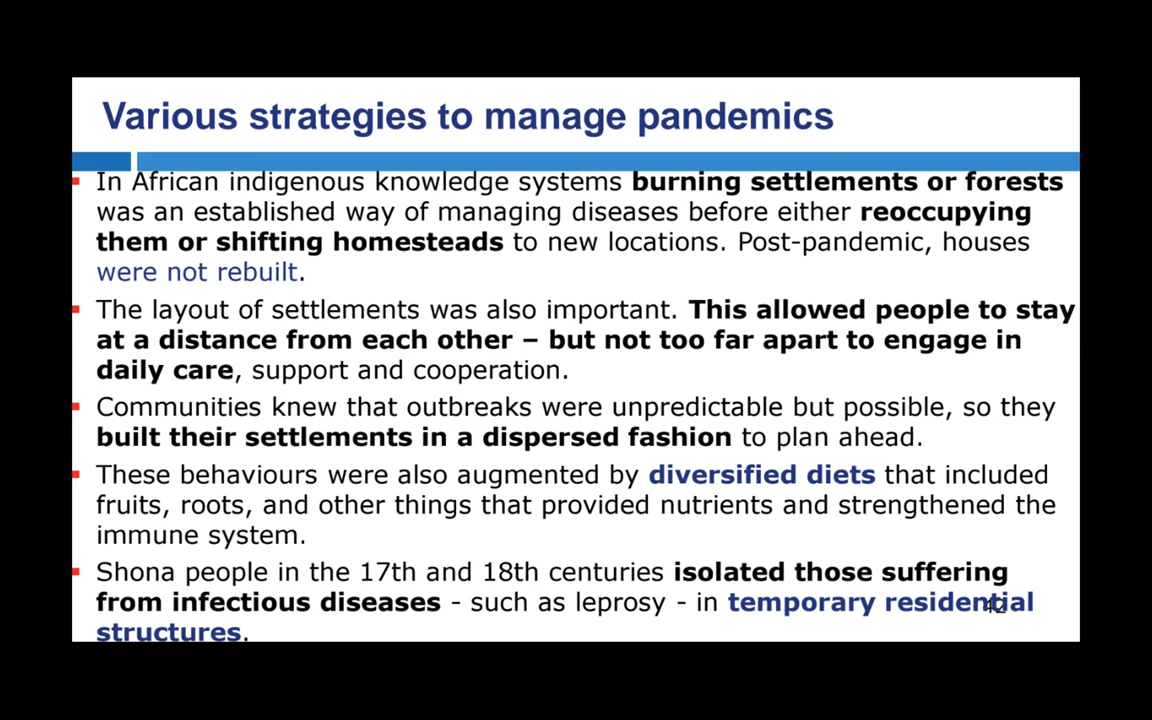 Various strategies to manage pandemics
In African indigenous knowledge systems burning settlements or forests
was an established way of managing diseases before either reoccupying
them or shifting homesteads to new locations. Post-pandemic, houses
were not rebuilt.
The layout of settlements was also important. This allowed people to stay
at a distance from each other – but not too far apart to engage in
daily care, support and cooperation.
Communities knew that outbreaks were unpredictable but possible, so they
built their settlements in a dispersed fashion to plan ahead.
These behaviours were also augmented by diversified diets that included
fruits, roots, and other things that provided nutrients and strengthened the
immune system.
Shona people in the 17th and 18th centuries isolated those suffering
from infectious diseases - such as leprosy - in temporary residential
structures.
42